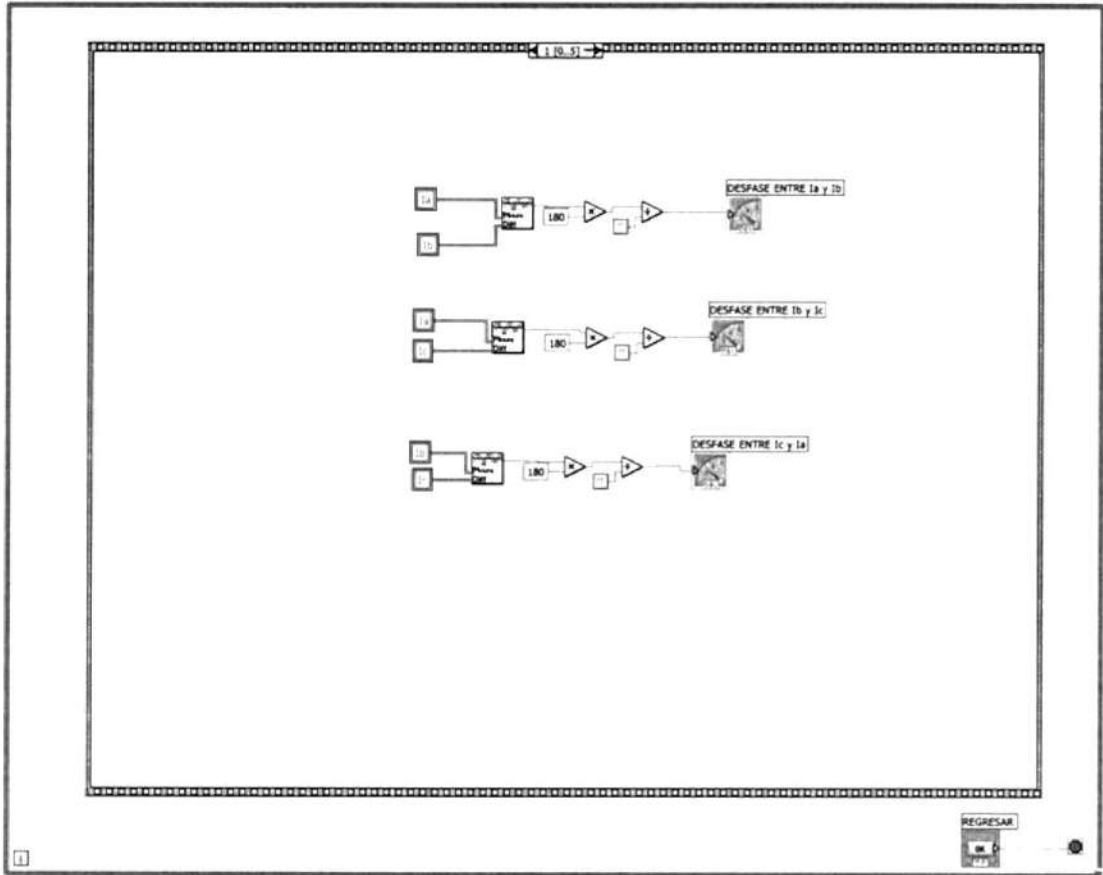 1 [0..5]
DESFASE ENTRE Ia y Ib
Ia
180
Ib
DESFASE ENTRE Ib y Ic
Ia
180
DESFASE ENTRE Ic y Ia
180
REGRESAR
OK
i